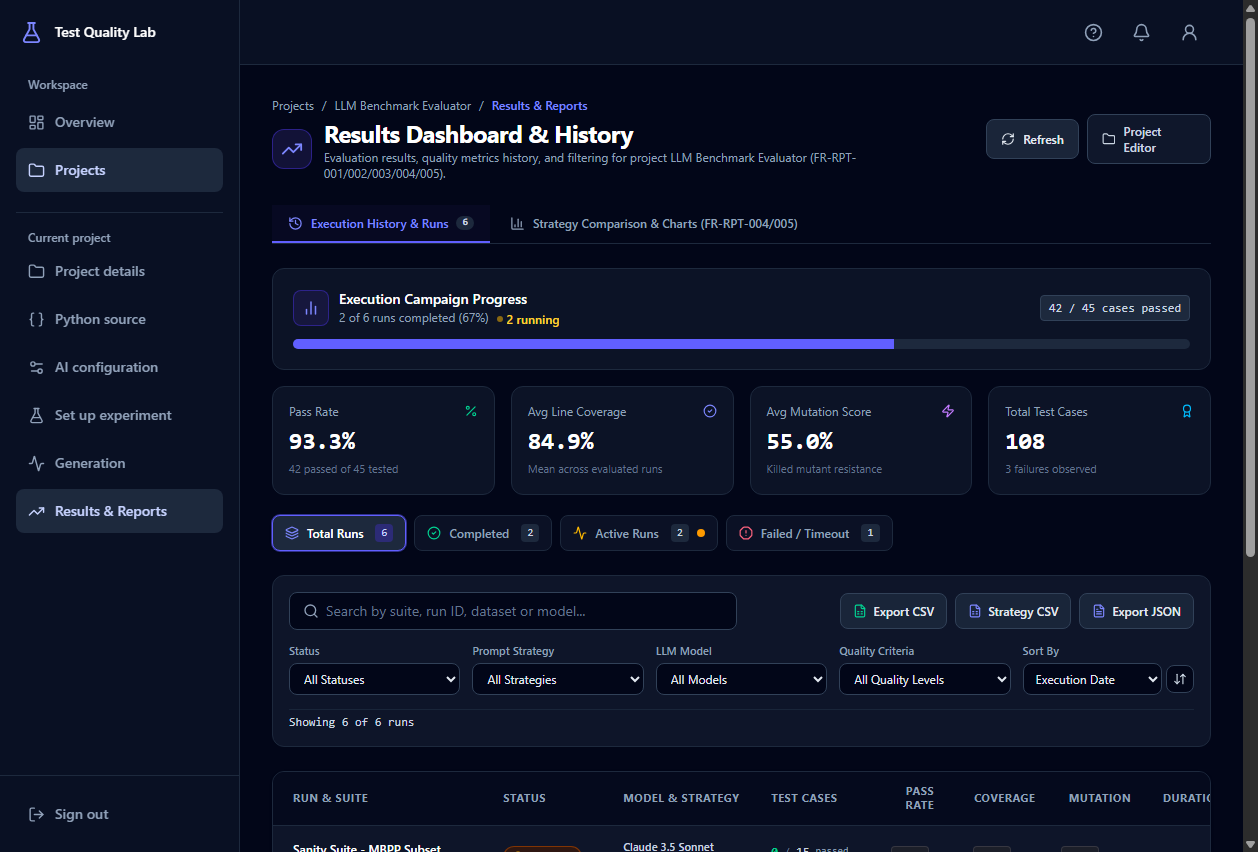 Test Quality Lab
Workspace
Overview
Projects
Current project
Project details
Python source
AI configuration
Set up experiment
Generation
Results & Reports
Sign out
Projects / LLM Benchmark Evaluator / Results & Reports
Results Dashboard & History
Evaluation results, quality metrics history, and filtering for project LLM Benchmark Evaluator (FR-RPT-
001/002/003/004/005).
Refresh
Project
Editor
Execution History & Runs 6
Strategy Comparison & Charts (FR-RPT-004/005)
Execution Campaign Progress
2 of 6 runs completed (67%) 2 running
42 / 45 cases passed
Pass Rate
93.3%
42 passed of 45 tested
Avg Line Coverage
84.9%
Mean across evaluated runs
Avg Mutation Score
55.0%
Killed mutant resistance
Total Test Cases
108
3 failures observed
Total Runs 6
Completed 2
Active Runs 2
Failed / Timeout 1
Search by suite, run ID, dataset or model...
Export CSV
Strategy CSV
Export JSON
Status
All Statuses
Prompt Strategy
All Strategies
LLM Model
All Models
Quality Criteria
All Quality Levels
Sort By
Execution Date
Showing 6 of 6 runs
RUN & SUITE
STATUS
MODEL & STRATEGY
TEST CASES
PASS
RATE
COVERAGE
MUTATION
DURATIO
Sanity Suite - MBPP Subset
Claude 3.5 Sonnet
0 / 15 passed